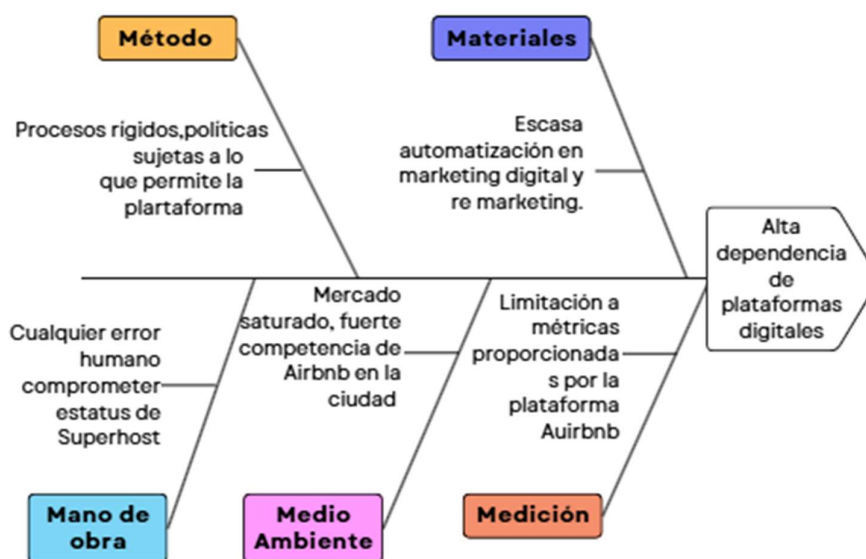 Método
Materiales
Procesos rígidos,políticas
sujetas a lo
que permite la
plartaforma
Escasa
automatización en
marketing digital y
re marketing.
Alta
dependencia
de
plataformas
digitales
Cualquier error
humano
comprometer
estatus de
Superhost
Mercado
saturado, fuerte
competencia de
Airbnb en la
ciudad
Limitación a
métricas
proporcionada
s por la
plataforma
Auirbnb
Mano de
obra
Medio
Ambiente
Medición